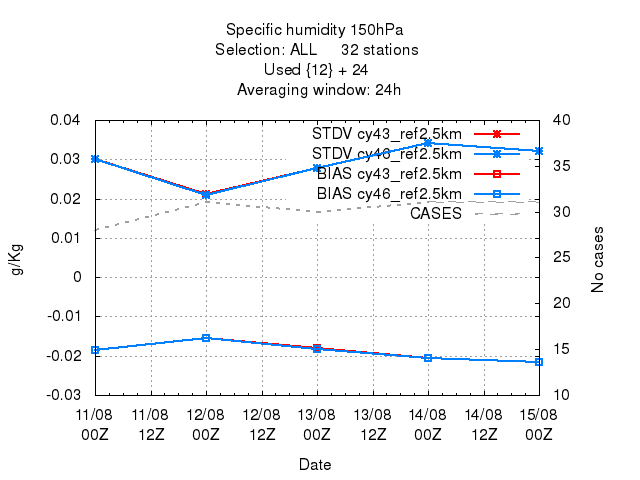 Specific humidity 150hPa
Selection: ALL 32 stations
Used {12} + 24
Averaging window: 24h
STDV cy43_ref2.5km
STDV cy46_ref2.5km
BIAS cy43_ref2.5km
BIAS cy46_ref2.5km
CASES
g/Kg
0.04
0.03
0.02
0.01
0
-0.01
-0.02
-0.03
No cases
40
35
30
25
20
15
10
11/08 11/08 12/08 12/08 13/08 13/08 14/08 14/08 15/08
00Z 12Z 00Z 12Z 00Z 12Z 00Z 12Z 00Z
Date